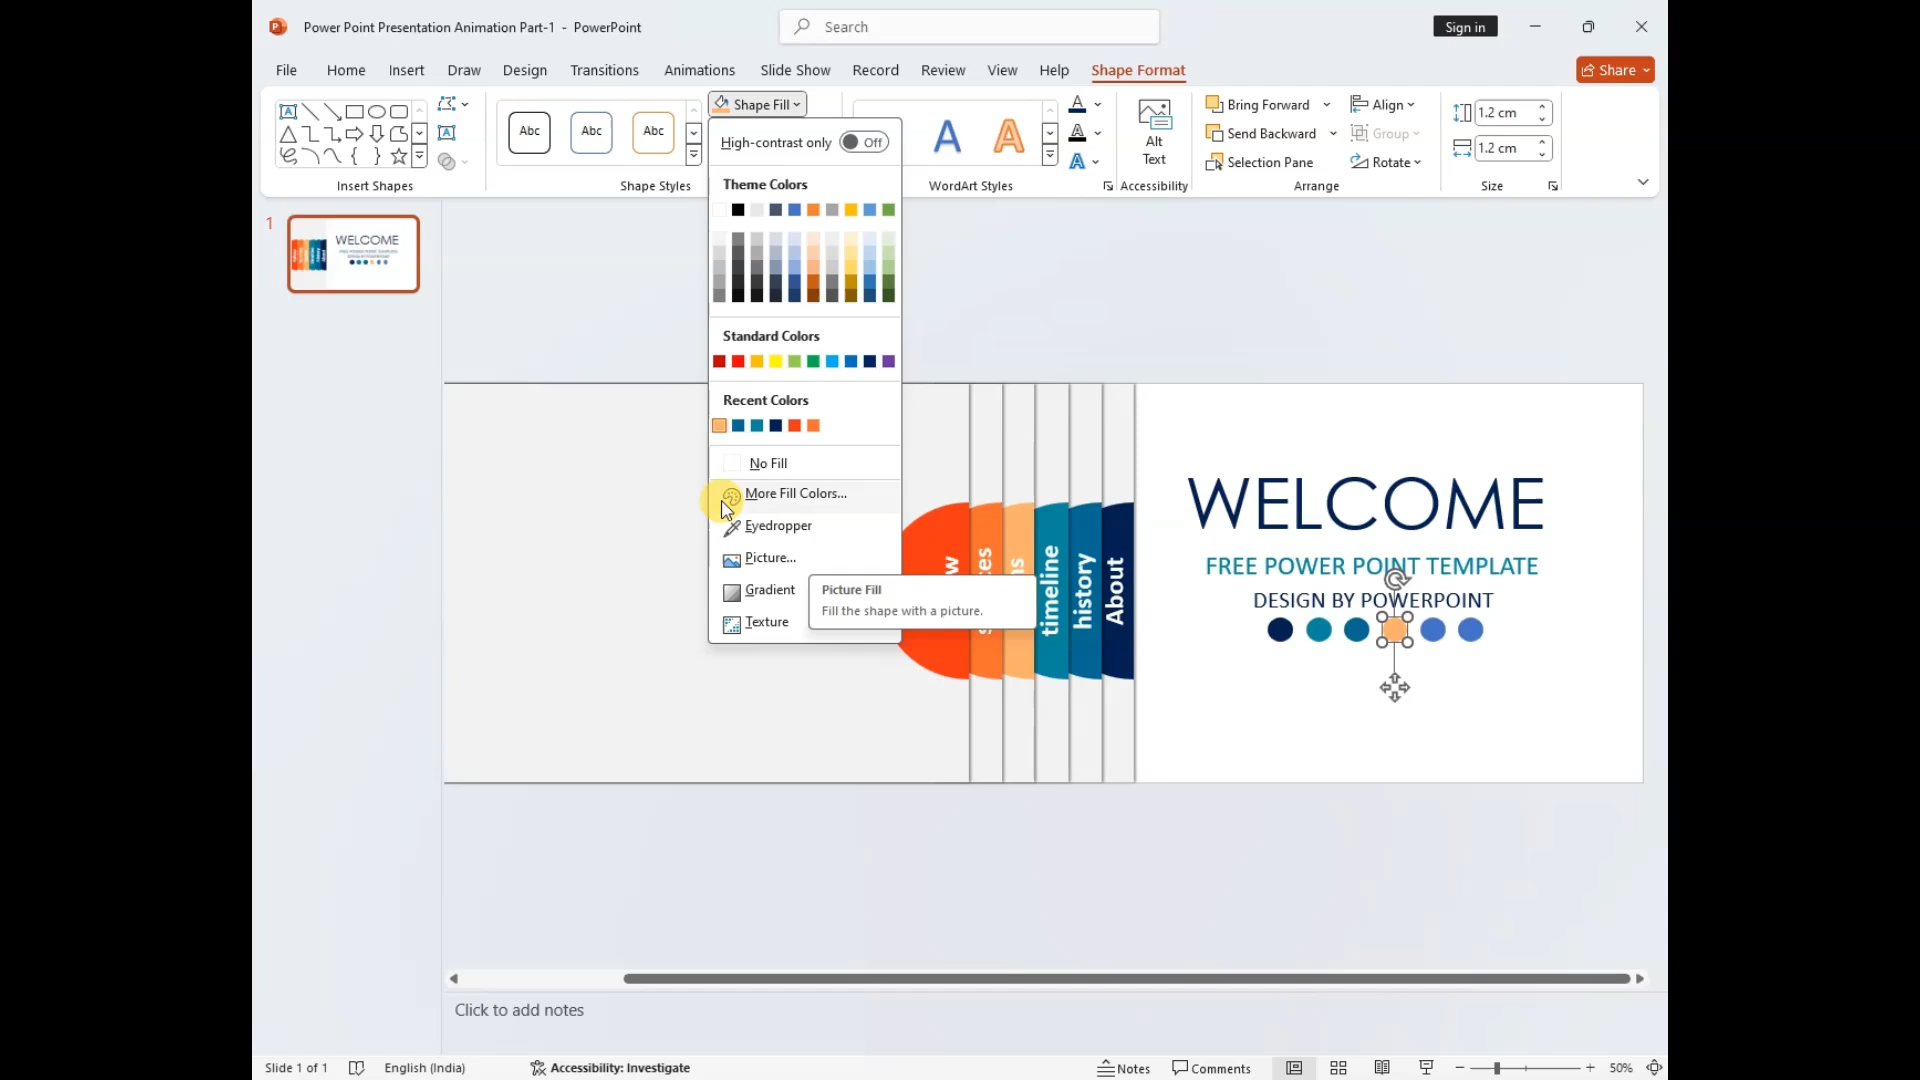 Power Point Presentation Animation Part-1 - PowerPoint
Search
Sign in
File Home Insert Draw Design Transitions Animations Slide Show Record Review View Help Shape Format
Share
Abc Abc Abc
Shape Fill
A A
A
A
A
Alt
Text
Bring Forward
Send Backward
Selection Pane
Align
Group
Rotate
1.2 cm
1.2 cm
Insert Shapes
Shape Styles
WordArt Styles
Accessibility
Arrange
Size
High-contrast only Off
Theme Colors
Standard Colors
Recent Colors
No Fill
More Fill Colors...
Eyedropper
Picture...
Gradient
Texture
Picture Fill
Fill the shape with a picture.
1
WELCOME
timeline
history
About
WELCOME
FREE POWER POINT TEMPLATE
DESIGN BY POWERPOINT
Click to add notes
Slide 1 of 1
English (India)
Accessibility: Investigate
Notes
Comments
50%